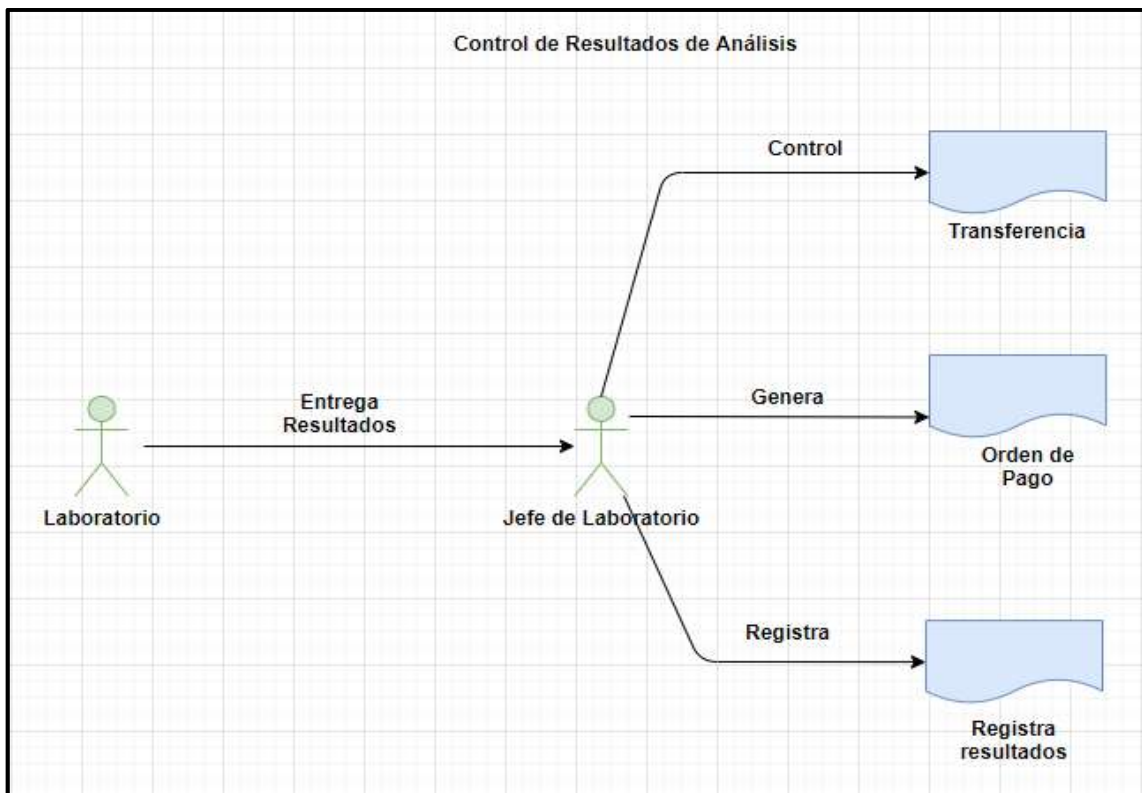 Control de Resultados de Análisis
Control
Transferencia
Entrega
Resultados
Genera
Orden de
Pago
Laboratorio
Jefe de Laboratorio
Registra
Registra
resultados